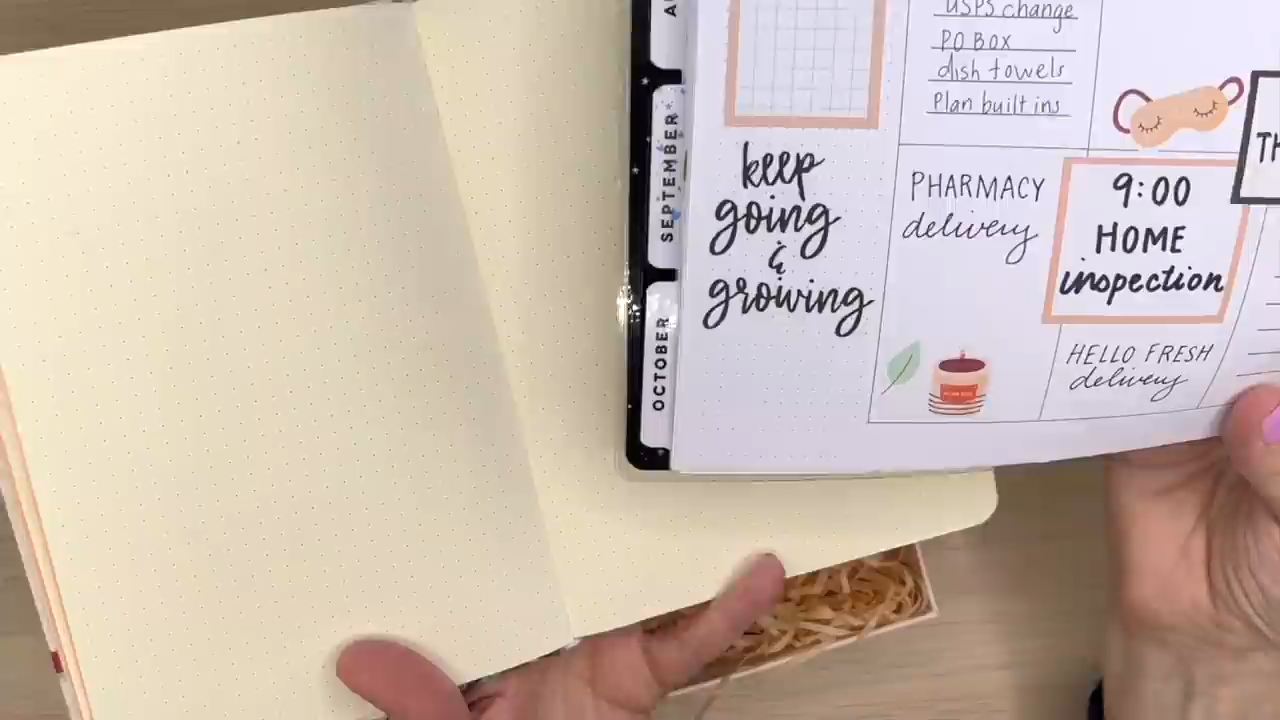 USPS change
PO BOX
dish towels
Plan built ins
SEPTEMBER
keep
going
&
growing
PHARMACY
delivery
9:00
HOME
inspection
OCTOBER
HELLO FRESH
delivery